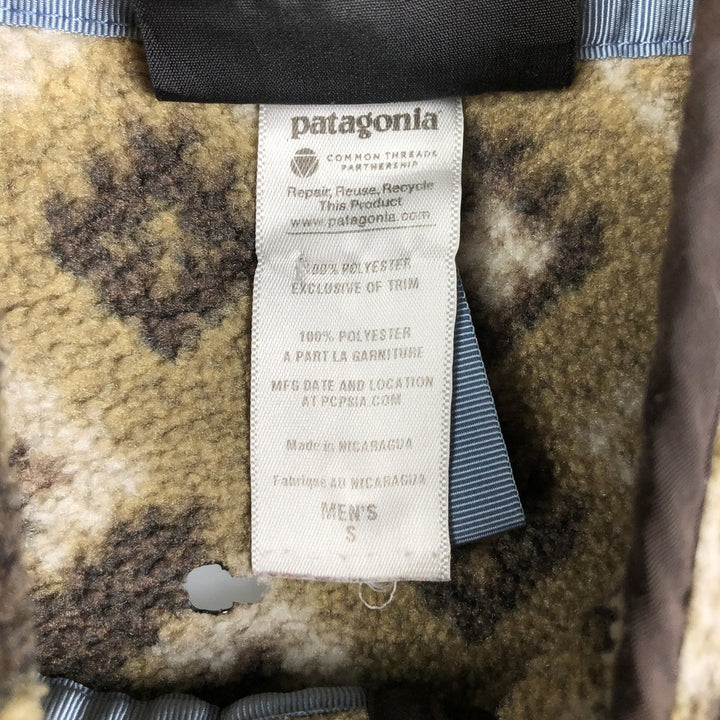 patagonia
COMMON THREADS
PARTNERSHIP
Repair, Reuse, Recycle
This Product
www.patagonia.com
100% POLYESTER
EXCLUSIVE OF TRIM
100% POLYESTER
A PART LA GARNITURE
MFG DATE AND LOCATION
AT PCPSIA.COM
Made in NICARAGUA
Fabriqué AU NICARAGUA
MEN'S
S